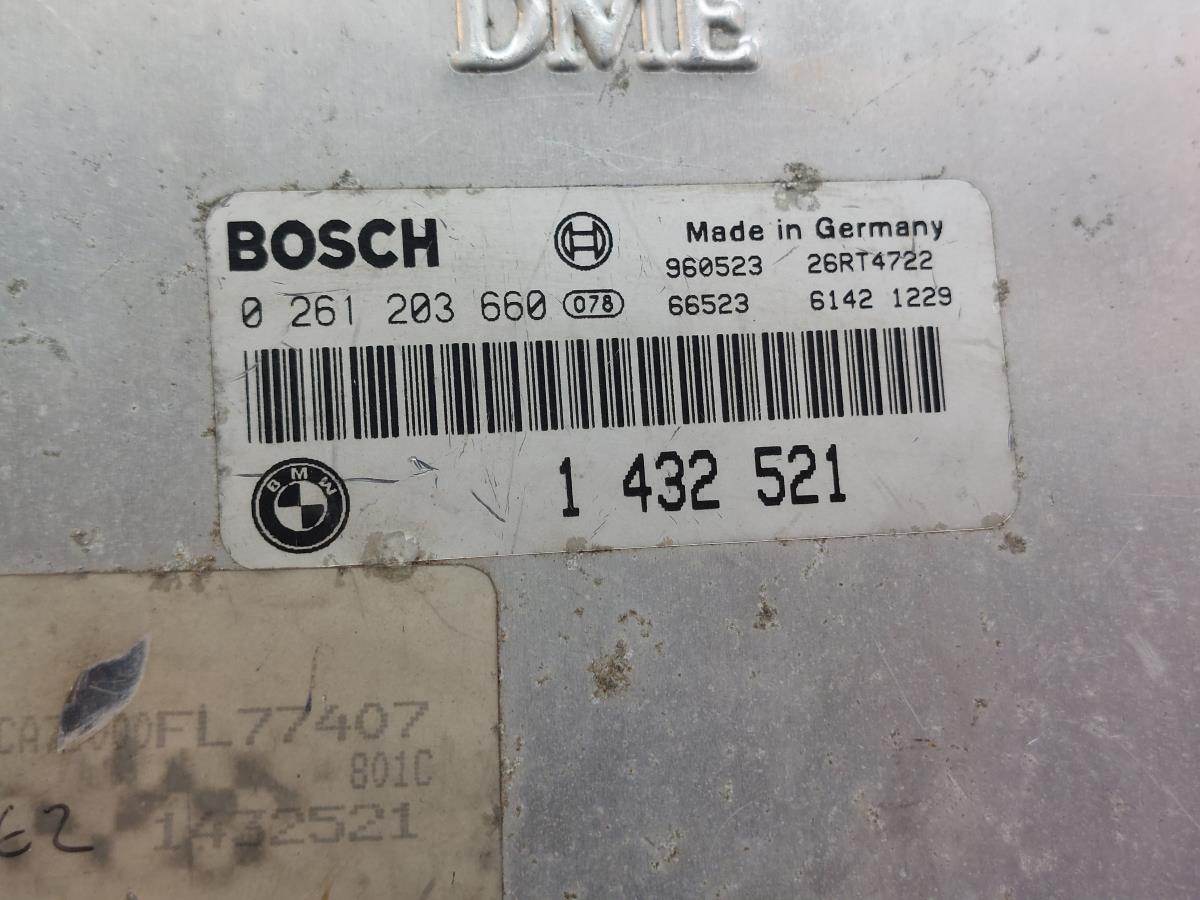 DME
BOSCH
Made in Germany
960523 26RT4722
0 261 203 660 078 66523 6142 1229
BMW
1 432 521
FL77407
801C
1432521
EZ